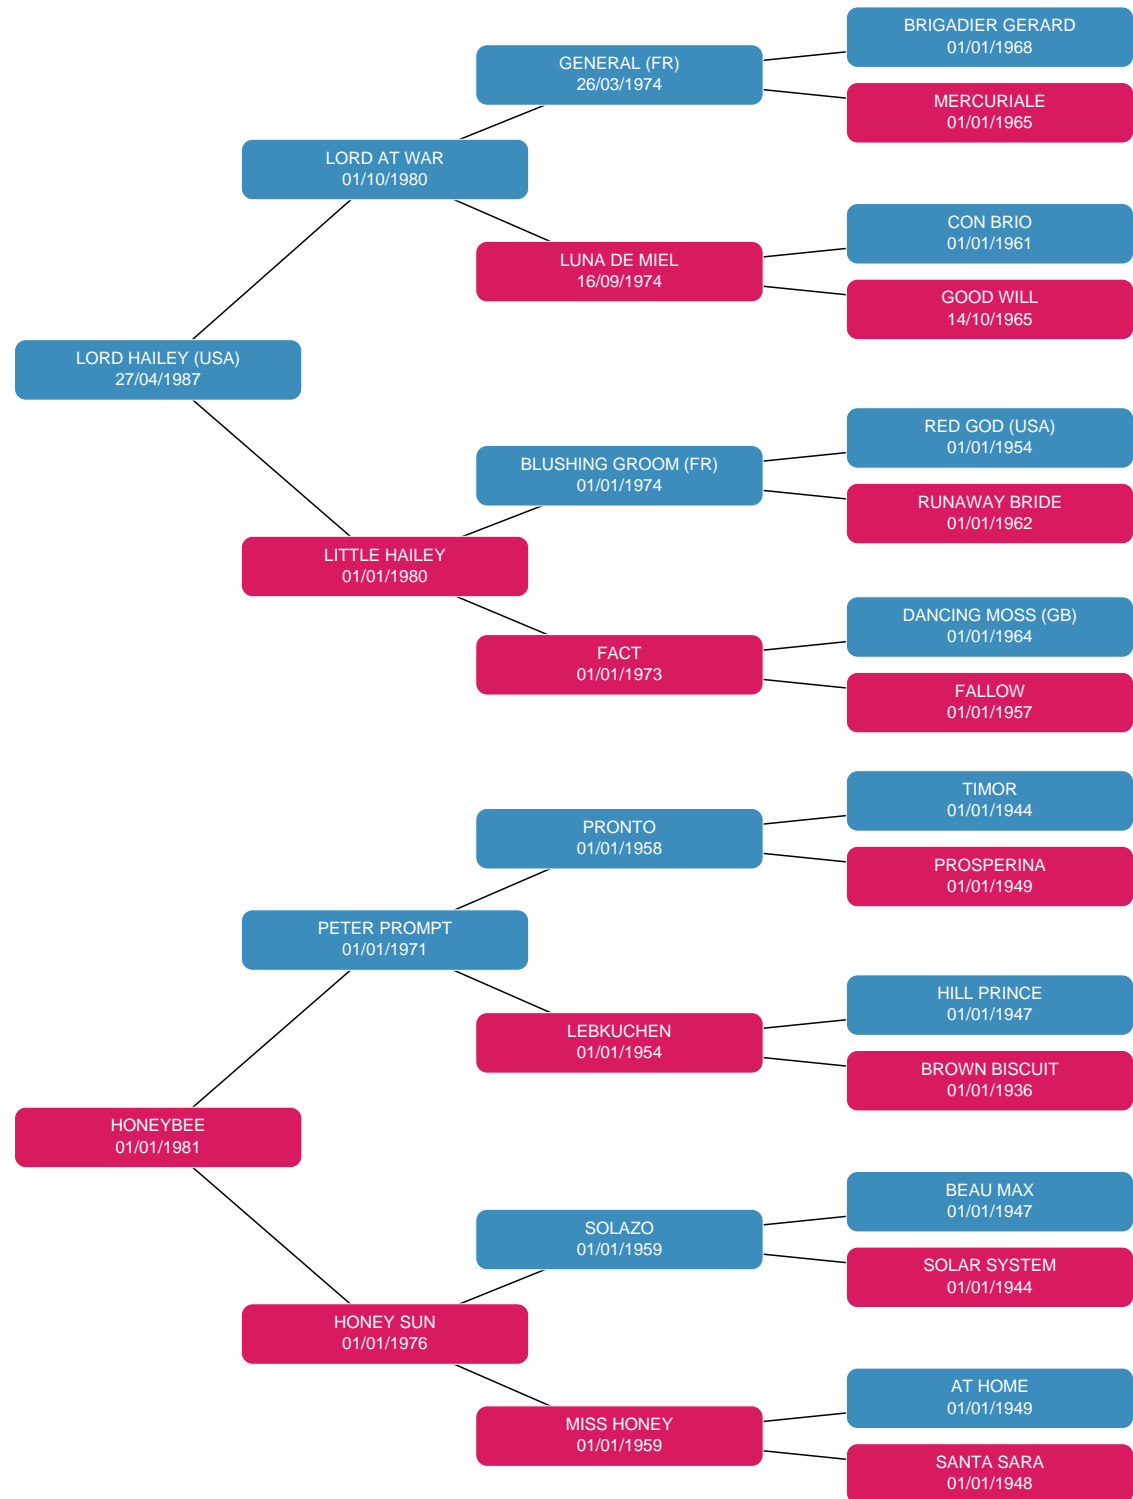 BRIGADIER GERARD
01/01/1968
GENERAL (FR)
26/03/1974
MERCURIALE
01/01/1965
LORD AT WAR
01/10/1980
CON BRIO
01/01/1961
LUNA DE MIEL
16/09/1974
GOOD WILL
14/10/1965
LORD HAILEY (USA)
27/04/1987
RED GOD (USA)
01/01/1954
BLUSHING GROOM (FR)
01/01/1974
RUNAWAY BRIDE
01/01/1962
LITTLE HAILEY
01/01/1980
DANCING MOSS (GB)
01/01/1964
FACT
01/01/1973
FALLOW
01/01/1957
TIMOR
01/01/1944
PRONTO
01/01/1958
PROSPERINA
01/01/1949
PETER PROMPT
01/01/1971
HILL PRINCE
01/01/1947
LEBKUCHEN
01/01/1954
BROWN BISCUIT
01/01/1936
HONEYBEE
01/01/1981
BEAU MAX
01/01/1947
SOLAZO
01/01/1959
SOLAR SYSTEM
01/01/1944
HONEY SUN
01/01/1976
AT HOME
01/01/1949
MISS HONEY
01/01/1959
SANTA SARA
01/01/1948